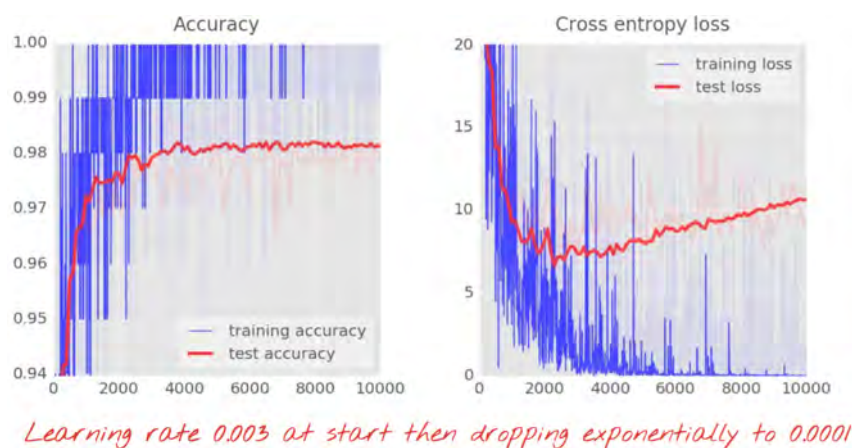 Accuracy
1.00
0.99
0.98
0.97
0.96
0.95
0.94
0 2000 4000 6000 8000 10000
training accuracy
test accuracy
Cross entropy loss
20
15
10
5
0
0 2000 4000 6000 8000 10000
training loss
test loss
Learning rate 0.003 at start then dropping exponentially to 0.0001